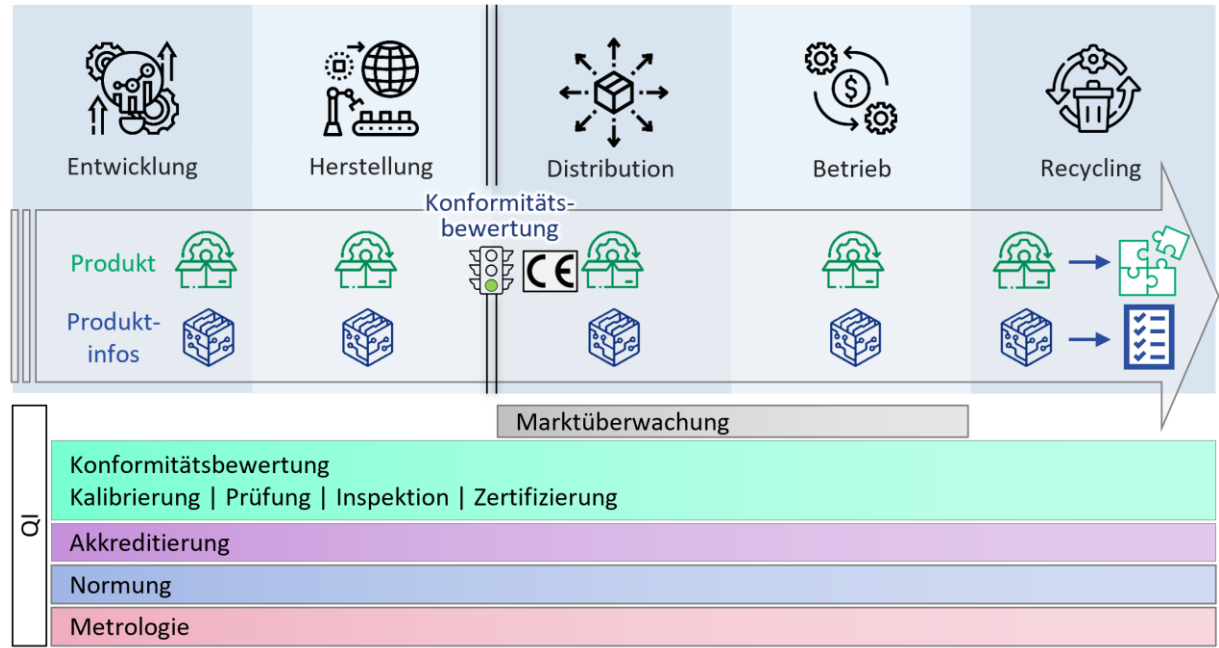 Entwicklung
Herstellung
Distribution
Betrieb
Recycling
Konformitäts-
bewertung
Produkt
CE
Produkt-
infos
QI
Marktüberwachung
Konformitätsbewertung
Kalibrierung | Prüfung | Inspektion | Zertifizierung
Akkreditierung
Normung
Metrologie